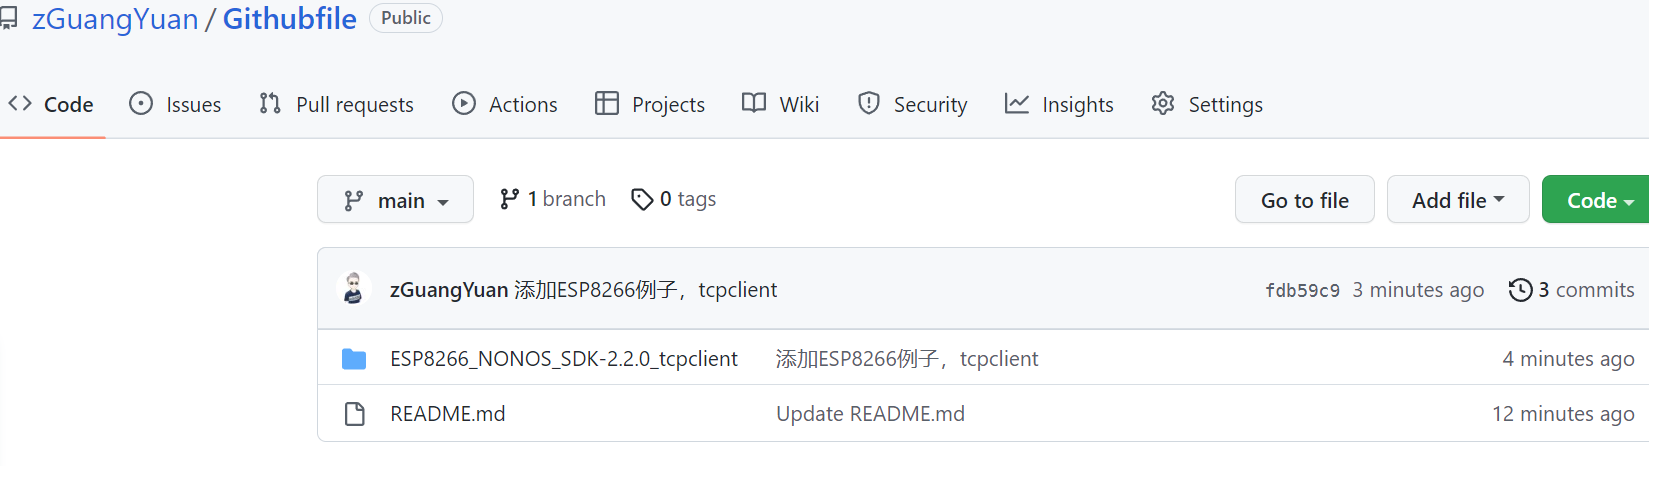 zGuangYuan / Githubfile Public
Code Issues Pull requests Actions Projects Wiki Security Insights Settings
main 1 branch 0 tags Go to file Add file Code
zGuangYuan 添加ESP8266例子，tcpclient fdb59c9 3 minutes ago 3 commits
ESP8266_NONOS_SDK-2.2.0_tcpclient 添加ESP8266例子，tcpclient 4 minutes ago
README.md Update README.md 12 minutes ago